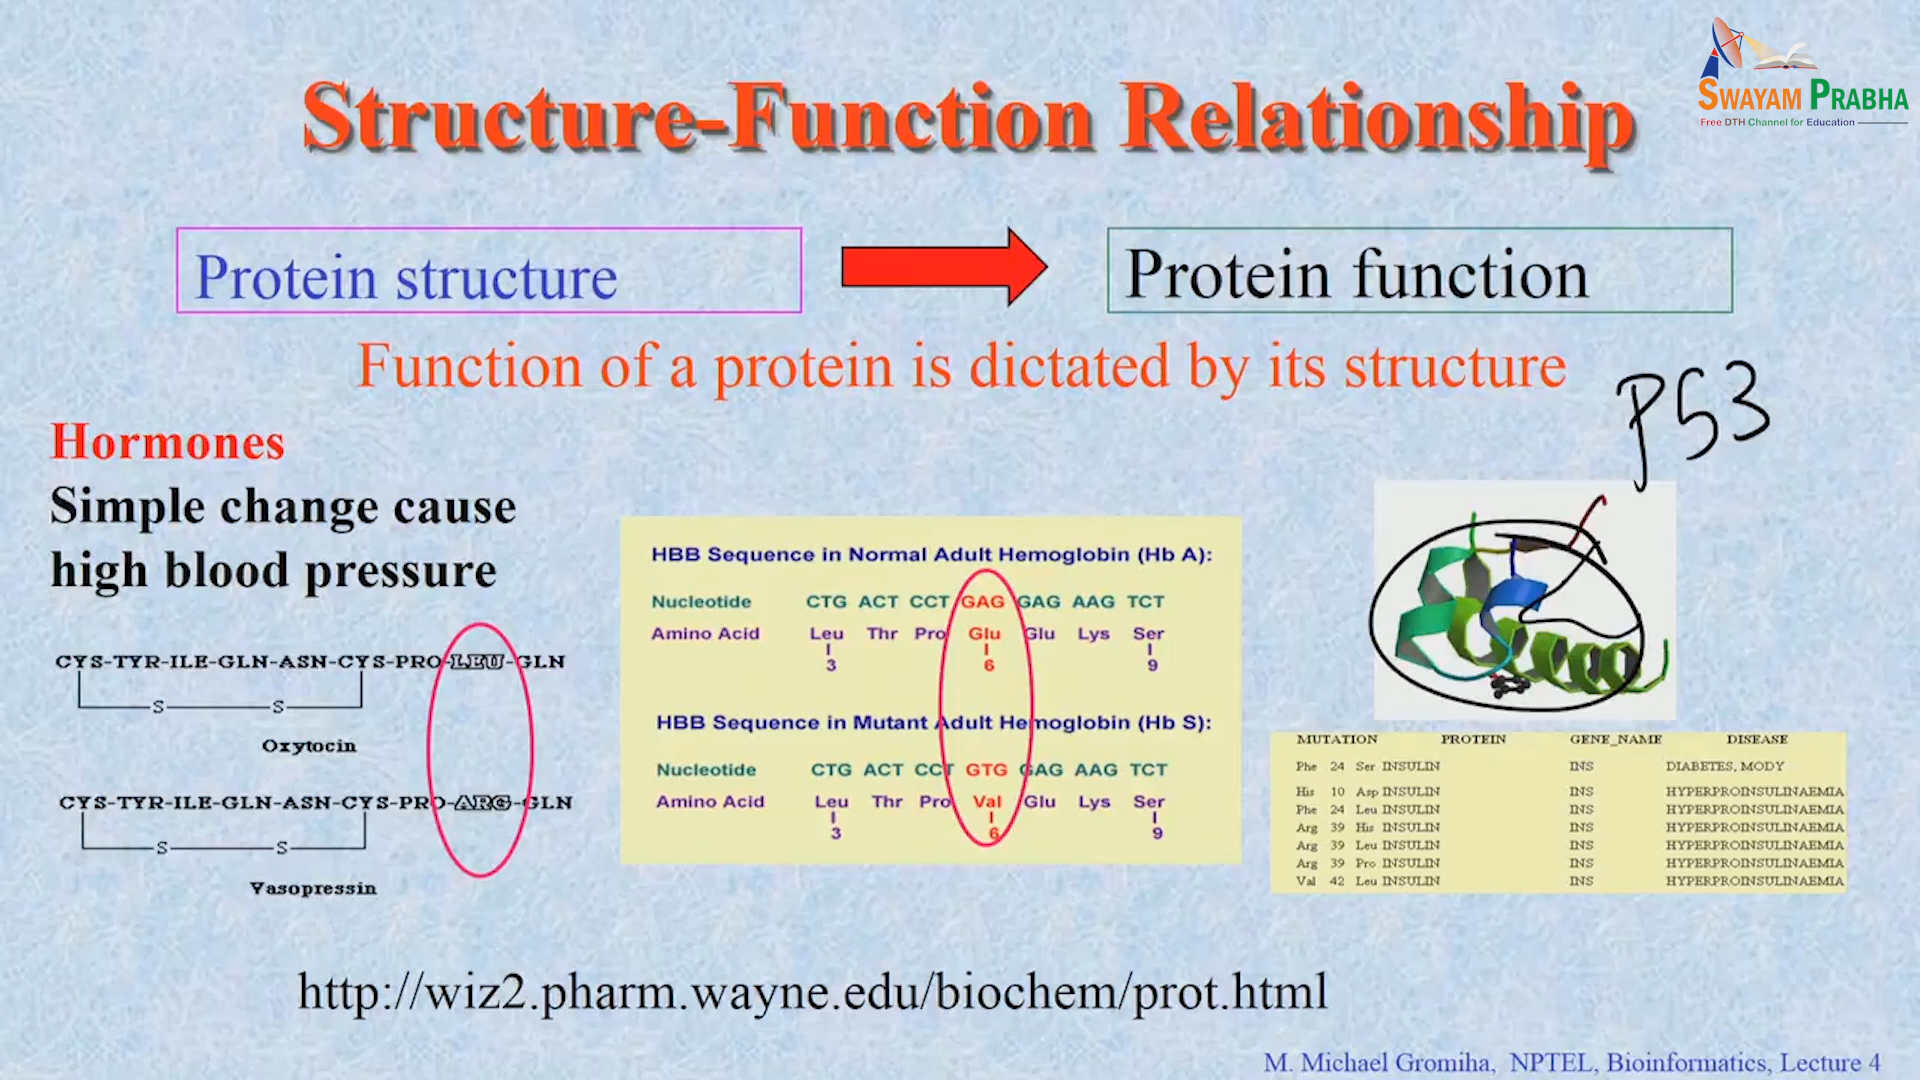 SWAYAM PRABHA
Free DTH Channel for Education
Structure-Function Relationship
Protein structure
Protein function
Function of a protein is dictated by its structure
P53
Hormones
Simple change cause
high blood pressure
CYS-TYR-ILE-GLN-ASN-CYS-PRO-LEU-GLN
S S
Oxytocin
CYS-TYR-ILE-GLN-ASN-CYS-PRO-ARG-GLN
S S
Vasopressin
HBB Sequence in Normal Adult Hemoglobin (Hb A):
Nucleotide CTG ACT CCT GAG GAG AAG TCT
Amino Acid Leu Thr Pro Glu Glu Lys Ser
3 6 9
HBB Sequence in Mutant Adult Hemoglobin (Hb S):
Nucleotide CTG ACT CCT GTG GAG AAG TCT
Amino Acid Leu Thr Pro Val Glu Lys Ser
3 6 9
MUTATION PROTEIN GENE_NAME DISEASE
Phe 24 Ser INSULIN INS DIABETES, MODY
His 10 Asp INSULIN INS HYPERPROINSULINAEMIA
Phe 24 Leu INSULIN INS HYPERPROINSULINAEMIA
Arg 39 His INSULIN INS HYPERPROINSULINAEMIA
Arg 39 Leu INSULIN INS HYPERPROINSULINAEMIA
Arg 39 Pro INSULIN INS HYPERPROINSULINAEMIA
Val 42 Leu INSULIN INS HYPERPROINSULINAEMIA
http://wiz2.pharm.wayne.edu/biochem/prot.html
M. Michael Gromiha, NPTEL, Bioinformatics, Lecture 4